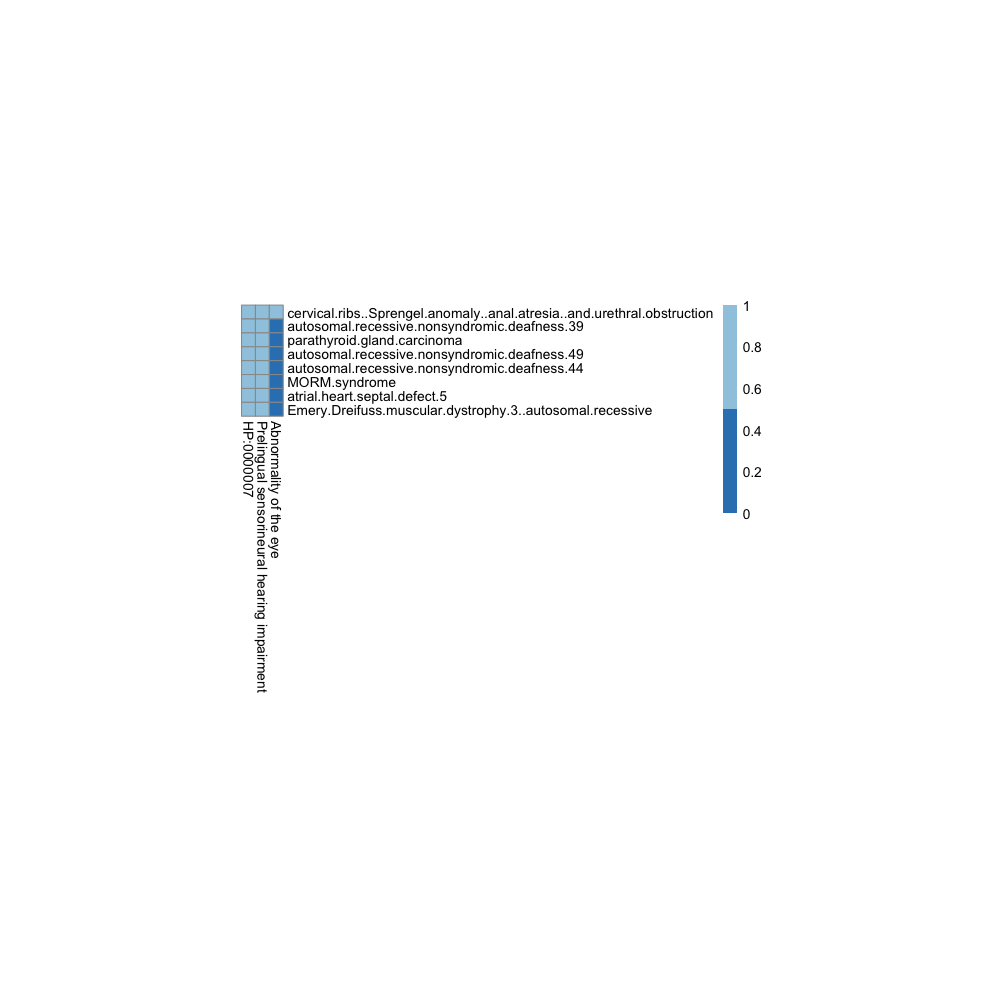 cervical.ribs..Sprengel.anomaly..anal.atresia..and.urethral.obstruction
autosomal.recessive.nonsyndromic.deafness.39
parathyroid.gland.carcinoma
autosomal.recessive.nonsyndromic.deafness.49
autosomal.recessive.nonsyndromic.deafness.44
MORM.syndrome
atrial.heart.septal.defect.5
Emery.Dreifuss.muscular.dystrophy.3..autosomal.recessive
HP:0000007
Prelingual sensorineural hearing impairment
Abnormality of the eye
1
0.8
0.6
0.4
0.2
0